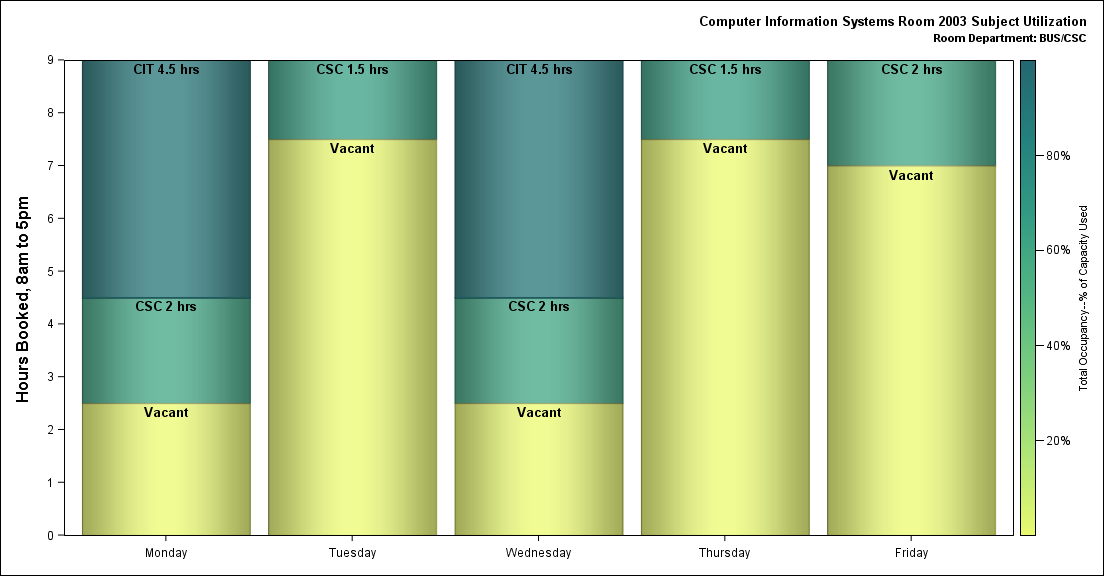 Computer Information Systems Room 2003 Subject Utilization
Room Department: BUS/CSC
Hours Booked, 8am to 5pm
9
8
7
6
5
4
3
2
1
0
CIT 4.5 hrs
CSC 2 hrs
Vacant
CSC 1.5 hrs
Vacant
CIT 4.5 hrs
CSC 2 hrs
Vacant
CSC 1.5 hrs
Vacant
CSC 2 hrs
Vacant
Monday
Tuesday
Wednesday
Thursday
Friday
80%
60%
40%
20%
Total Occupancy--% of Capacity Used